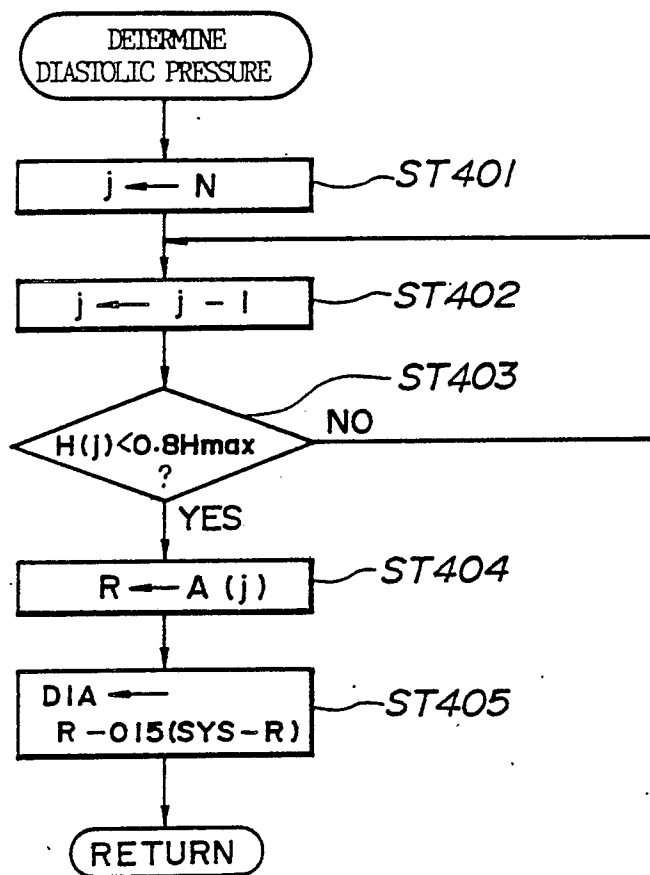 DETERMINE
DIASTOLIC PRESSURE
j ← N
ST401
j ← j - 1
ST402
ST403
H(j)<0.8Hmax
?
NO
YES
R ← A (j)
ST404
DIA ←
R - 015(SYS-R)
ST405
RETURN